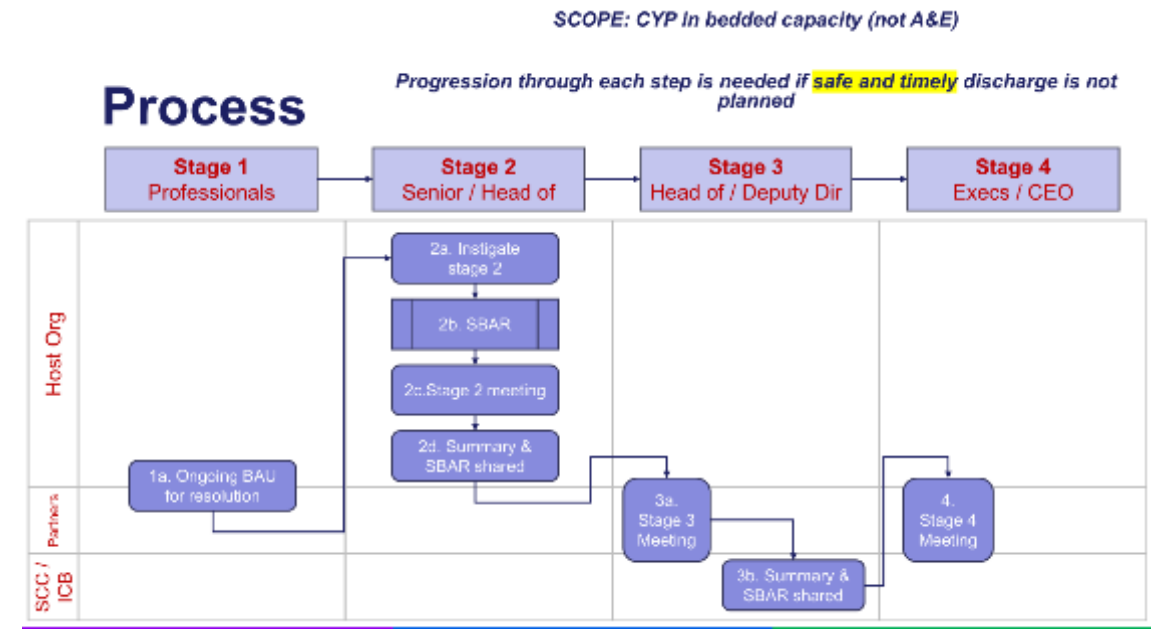 SCOPE: CYP in bedded capacity (not A&E)
Progression through each step is needed if safe and timely discharge is not
planned
Process
Stage 1
Professionals
Stage 2
Senior / Head of
Stage 3
Head of / Deputy Dir
Stage 4
Execs / CEO
Host Org
Partners
SCC /
ICB
1a. Ongoing BAU
for resolution
2a. Instigate
stage 2
2b. SBAR
2c.Stage 2 meeting
2d. Summary &
SBAR shared
3a.
Stage 3
Meeting
3b. Summary &
SBAR shared
4.
Stage 4
Meeting